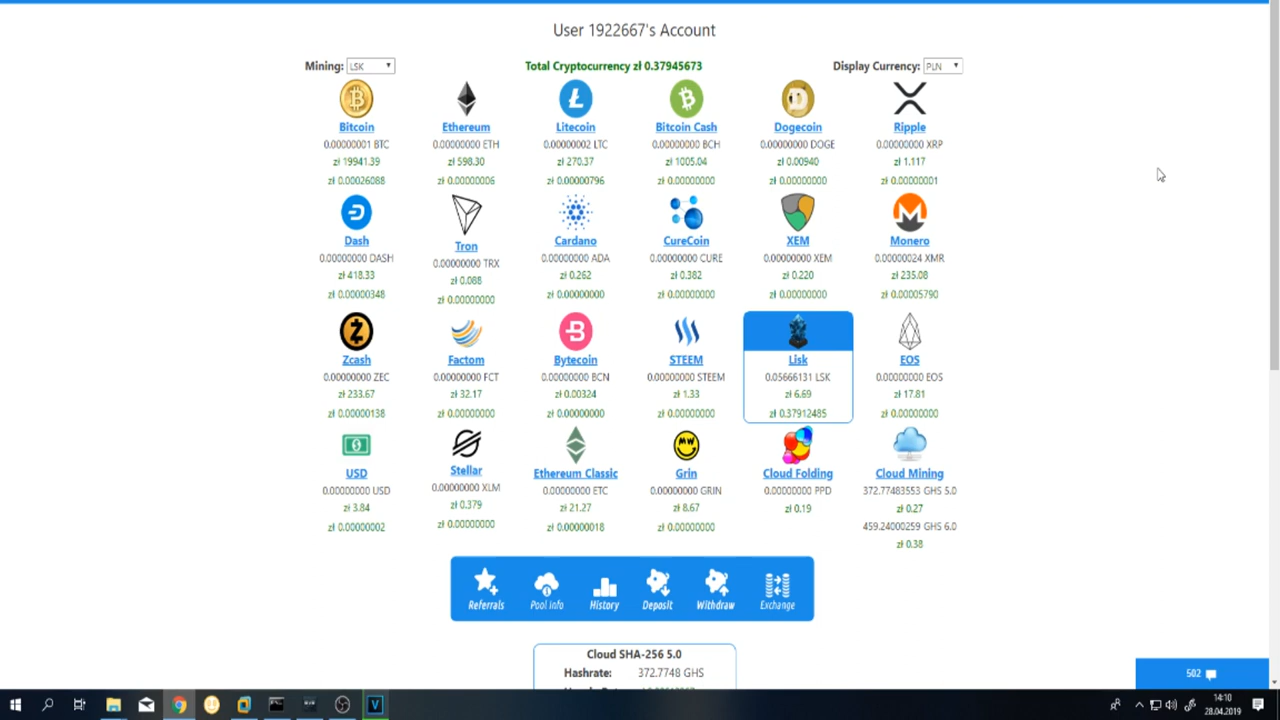 User 1922667's Account
Mining: LSK
Total Cryptocurrency zł 0.37945673
Display Currency: PLN
Bitcoin Ethereum Litecoin Bitcoin Cash Dogecoin Ripple
0.00000001 BTC 0.00000000 ETH 0.00000002 LTC 0.00000000 BCH 0.00000000 DOGE 0.00000000 XRP
zł 19941.39 zł 598.30 zł 270.37 zł 1005.04 zł 0.00940 zł 1.117
zł 0.00026088 zł 0.00000006 zł 0.00000796 zł 0.00000000 zł 0.00000000 zł 0.00000001
Dash Tron Cardano CureCoin XEM Monero
0.00000000 DASH 0.00000000 TRX 0.00000000 ADA 0.00000000 CURE 0.00000000 XEM 0.00000024 XMR
zł 418.33 zł 0.088 zł 0.262 zł 0.382 zł 0.220 zł 235.08
zł 0.00000348 zł 0.00000000 zł 0.00000000 zł 0.00000000 zł 0.00000000 zł 0.00005790
Zcash Factom Bytecoin STEEM Lisk EOS
0.00000000 ZEC 0.00000000 FCT 0.00000000 BCN 0.00000000 STEEM 0.05666131 LSK 0.00000000 EOS
zł 233.67 zł 32.17 zł 0.00324 zł 1.33 zł 6.69 zł 17.81
zł 0.00000138 zł 0.00000000 zł 0.00000000 zł 0.00000000 zł 0.37912485 zł 0.00000000
MW
USD Stellar Ethereum Classic Grin Cloud Folding Cloud Mining
0.00000000 USD 0.00000000 XLM 0.00000000 ETC 0.00000000 GRIN 0.00000000 PPD 372.77483553 GHS 5.0
zł 3.84 zł 0.379 zł 21.27 zł 8.67 zł 0.19 zł 0.27
zł 0.00000002 zł 0.00000000 zł 0.00000018 zł 0.00000000 459.24000259 GHS 6.0
zł 0.38
Referrals Pool Info History Deposit Withdraw Exchange
Cloud SHA-256 5.0
Hashrate: 372.7748 GHS
502
14:10
28.04.2019